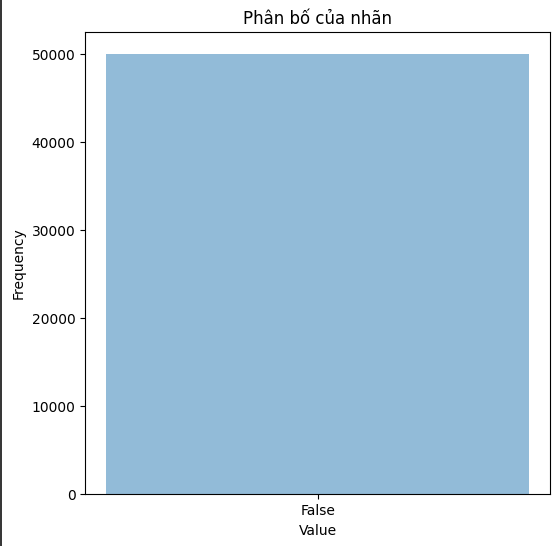 Phân bố của nhãn
50000
40000
30000
20000
10000
0
Frequency
False
Value